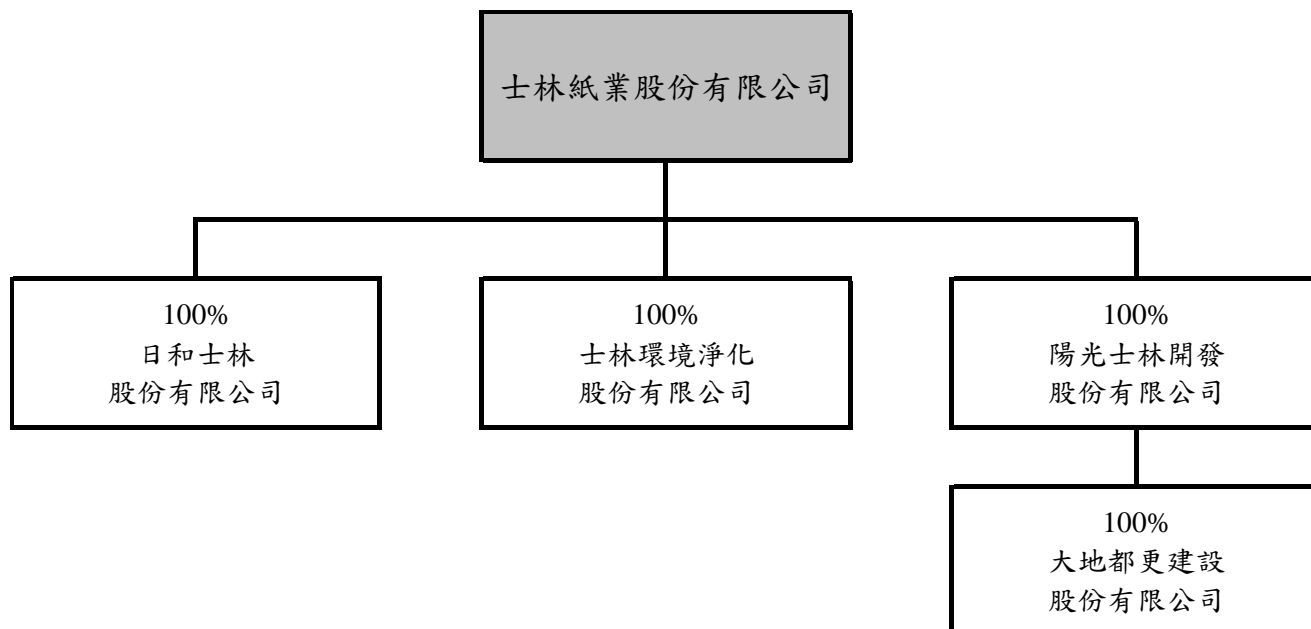 士林紙業股份有限公司
100%
日和士林
股份有限公司
100%
士林環境淨化
股份有限公司
100%
陽光士林開發
股份有限公司
100%
大地都更建設
股份有限公司